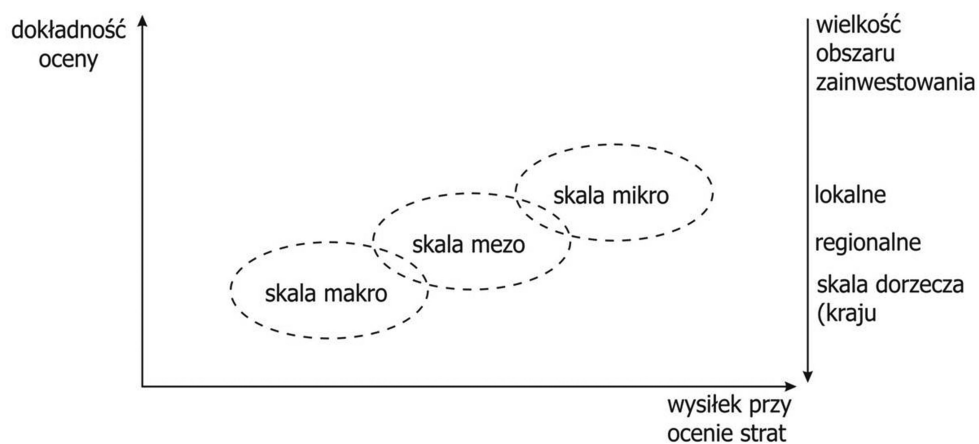 dokładność
oceny
wielkość
obszaru
zainwestowania
skala mikro
lokalne
skala mezo
regionalne
skala makro
skala dorzecza
(kraju
wysiłek przy
ocenie strat